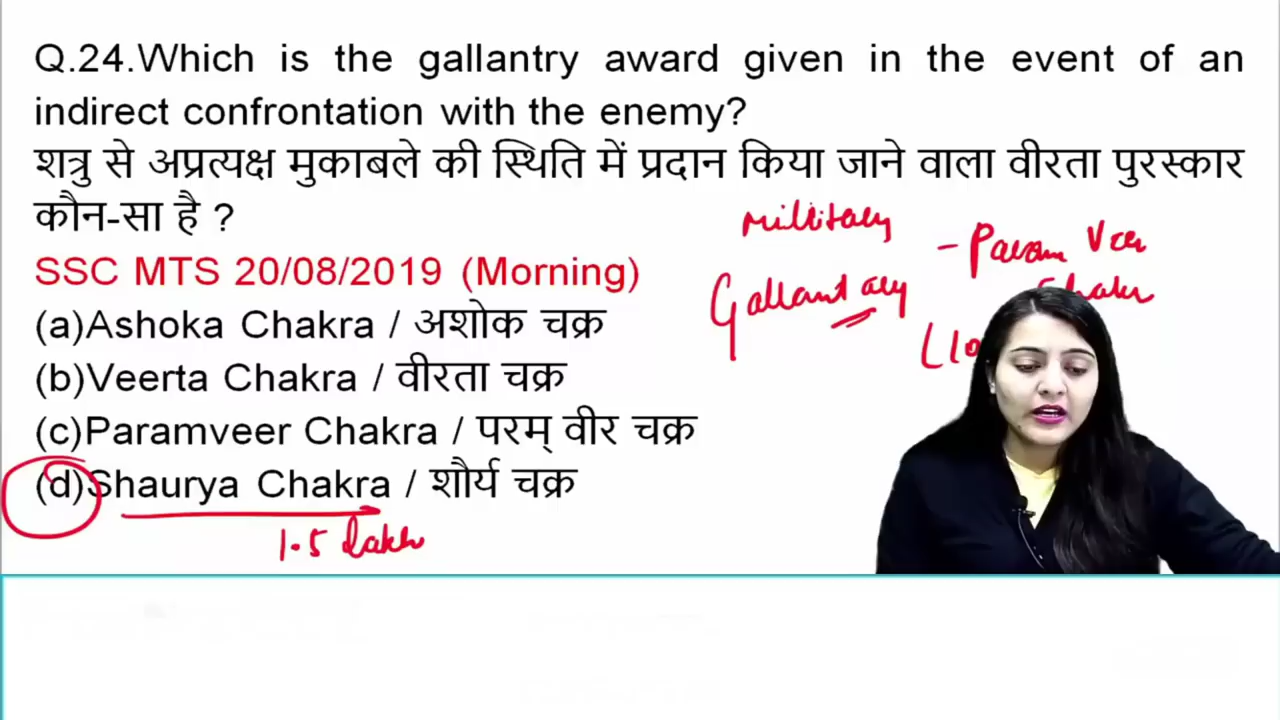 Q.24.Which is the gallantry award given in the event of an
indirect confrontation with the enemy?
शत्रु से अप्रत्यक्ष मुकाबले की स्थिति में प्रदान किया जाने वाला वीरता पुरस्कार
कौन-सा है ?
SSC MTS 20/08/2019 (Morning)
(a)Ashoka Chakra / अशोक चक्र
(b)Veerta Chakra / वीरता चक्र
(c)Paramveer Chakra / परम् वीर चक्र
(d)Shaurya Chakra / शौर्य चक्र
1.5 lakh
Millitary
Gallantary
- Param Veer